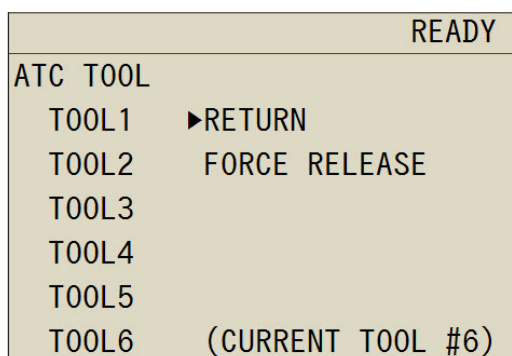 READY
ATC TOOL
TOOL1 ▶RETURN
TOOL2 FORCE RELEASE
TOOL3
TOOL4
TOOL5
TOOL6 (CURRENT TOOL #6)